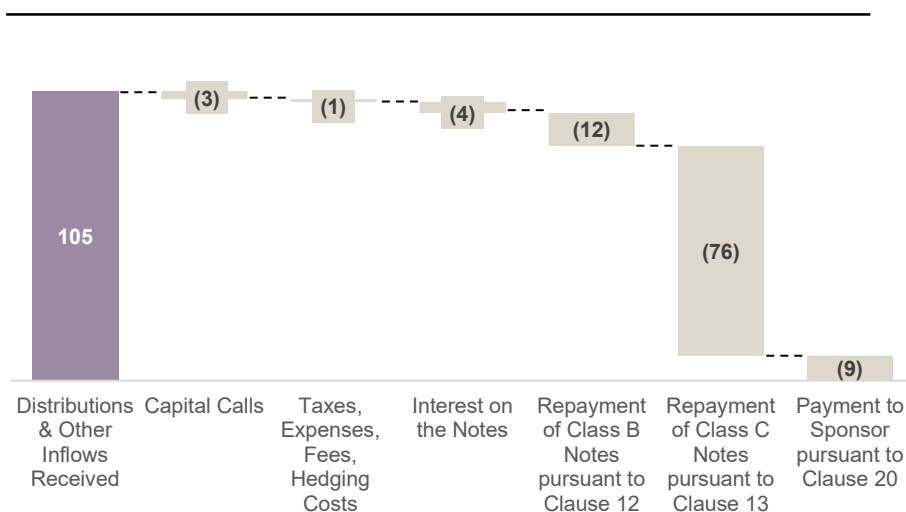 105
(3)
(1)
(4)
(12)
(76)
(9)
Distributions
& Other
Inflows
Received
Capital Calls
Taxes,
Expenses,
Fees,
Hedging
Costs
Interest on
the Notes
Repayment
of Class B
Notes
pursuant to
Clause 12
Repayment
of Class C
Notes
pursuant to
Clause 13
Payment to
Sponsor
pursuant to
Clause 20